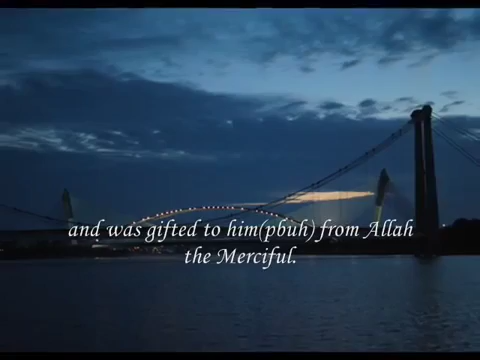 and was gifted to him(pbuh) from Allah
the Merciful.